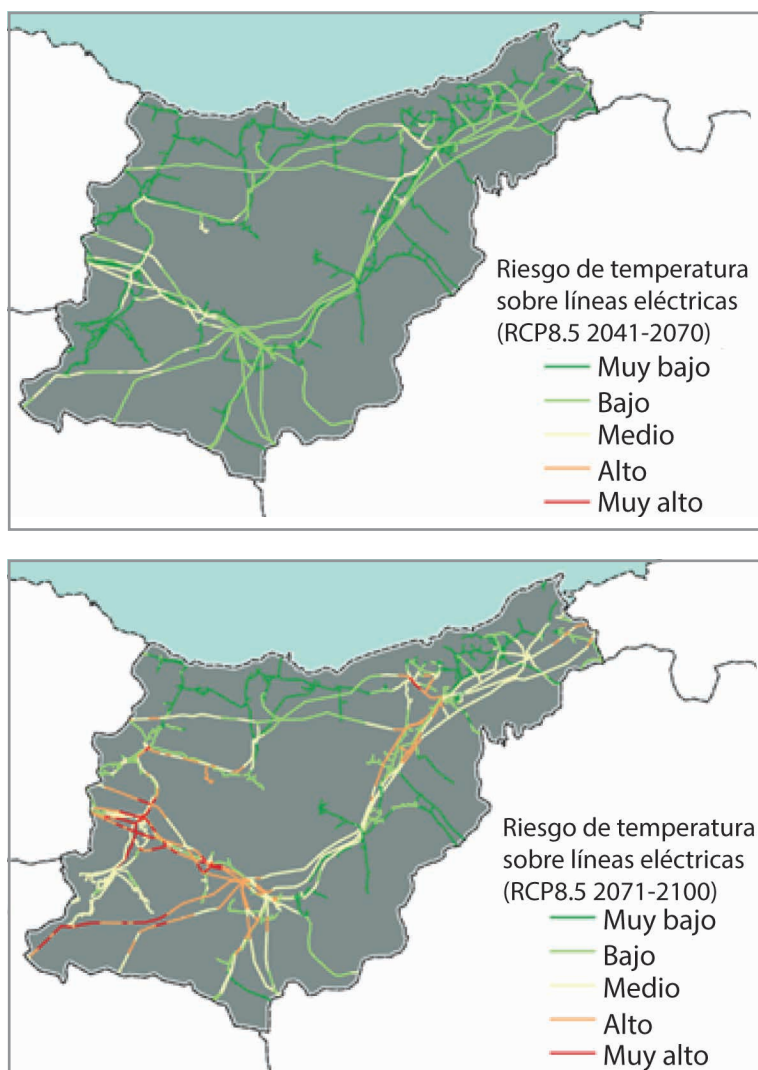 Riesgo de temperatura
sobre líneas eléctricas
(RCP8.5 2041-2070)
Muy bajo
Bajo
Medio
Alto
Muy alto
Riesgo de temperatura
sobre líneas eléctricas
(RCP8.5 2071-2100)
Muy bajo
Bajo
Medio
Alto
Muy alto